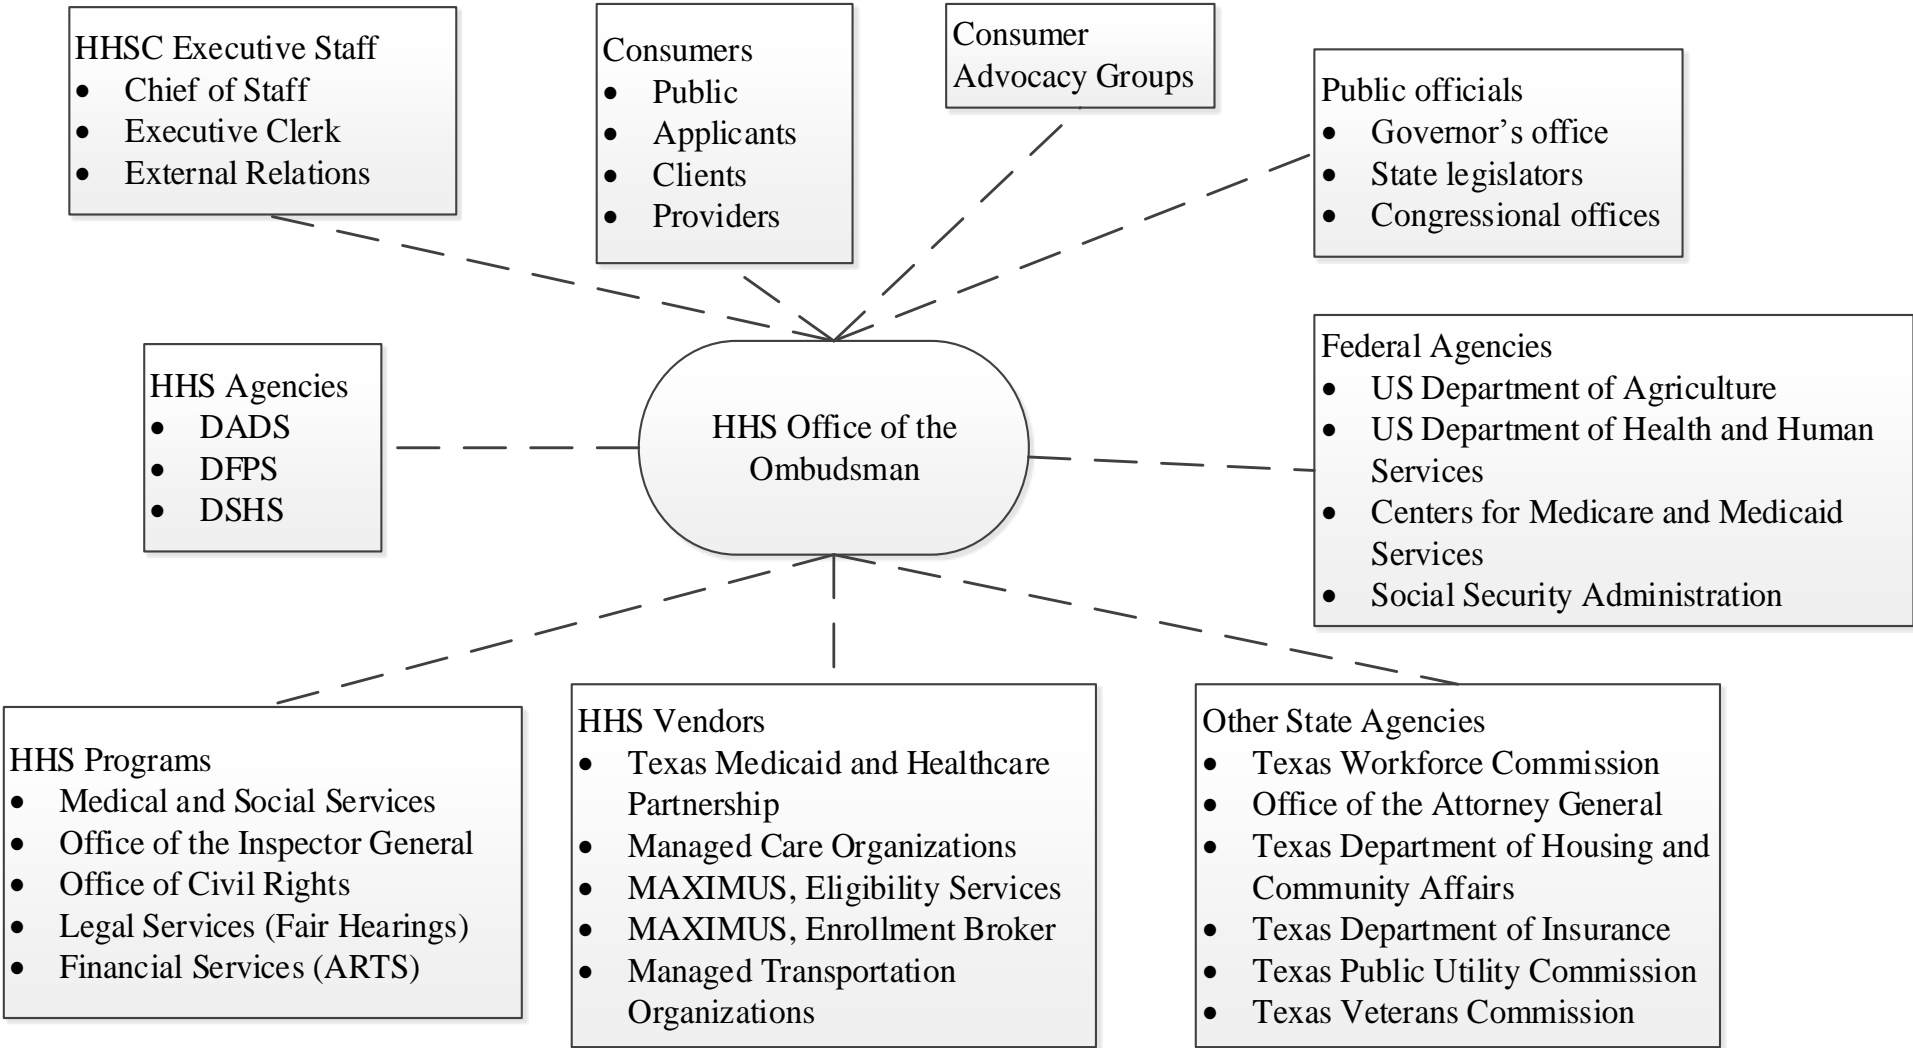 HHSC Executive Staff
• Chief of Staff
• Executive Clerk
• External Relations
Consumers
• Public
• Applicants
• Clients
• Providers
Consumer
Advocacy Groups
Public officials
• Governor’s office
• State legislators
• Congressional offices
HHS Agencies
• DADS
• DFPS
• DSHS
HHS Office of the
Ombudsman
Federal Agencies
• US Department of Agriculture
• US Department of Health and Human
Services
• Centers for Medicare and Medicaid
Services
• Social Security Administration
HHS Programs
• Medical and Social Services
• Office of the Inspector General
• Office of Civil Rights
• Legal Services (Fair Hearings)
• Financial Services (ARTS)
HHS Vendors
• Texas Medicaid and Healthcare
Partnership
• Managed Care Organizations
• MAXIMUS, Eligibility Services
• MAXIMUS, Enrollment Broker
• Managed Transportation
Organizations
Other State Agencies
• Texas Workforce Commission
• Office of the Attorney General
• Texas Department of Housing and
Community Affairs
• Texas Department of Insurance
• Texas Public Utility Commission
• Texas Veterans Commission